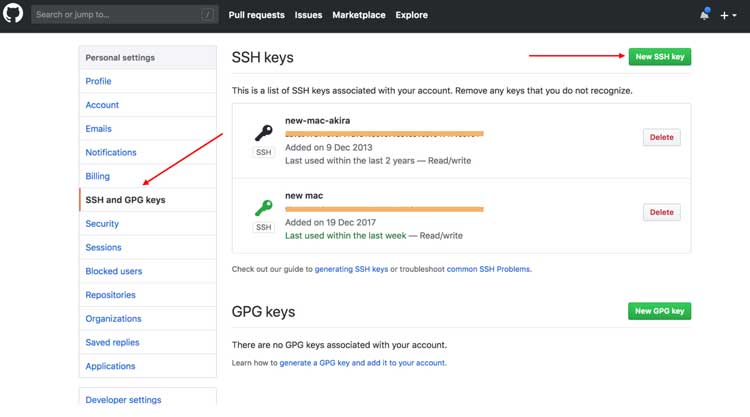 Search or jump to... /
Pull requests Issues Marketplace Explore
Personal settings
Profile
Account
Emails
Notifications
Billing
SSH and GPG keys
Security
Sessions
Blocked users
Repositories
Organizations
Saved replies
Applications
Developer settings
SSH keys
New SSH key
This is a list of SSH keys associated with your account. Remove any keys that you do not recognize.
new-mac-akira
SSH
Added on 9 Dec 2013
Last used within the last 2 years — Read/write
Delete
new mac
SSH
Added on 19 Dec 2017
Last used within the last week — Read/write
Delete
Check out our guide to generating SSH keys or troubleshoot common SSH Problems.
GPG keys
New GPG key
There are no GPG keys associated with your account.
Learn how to generate a GPG key and add it to your account.